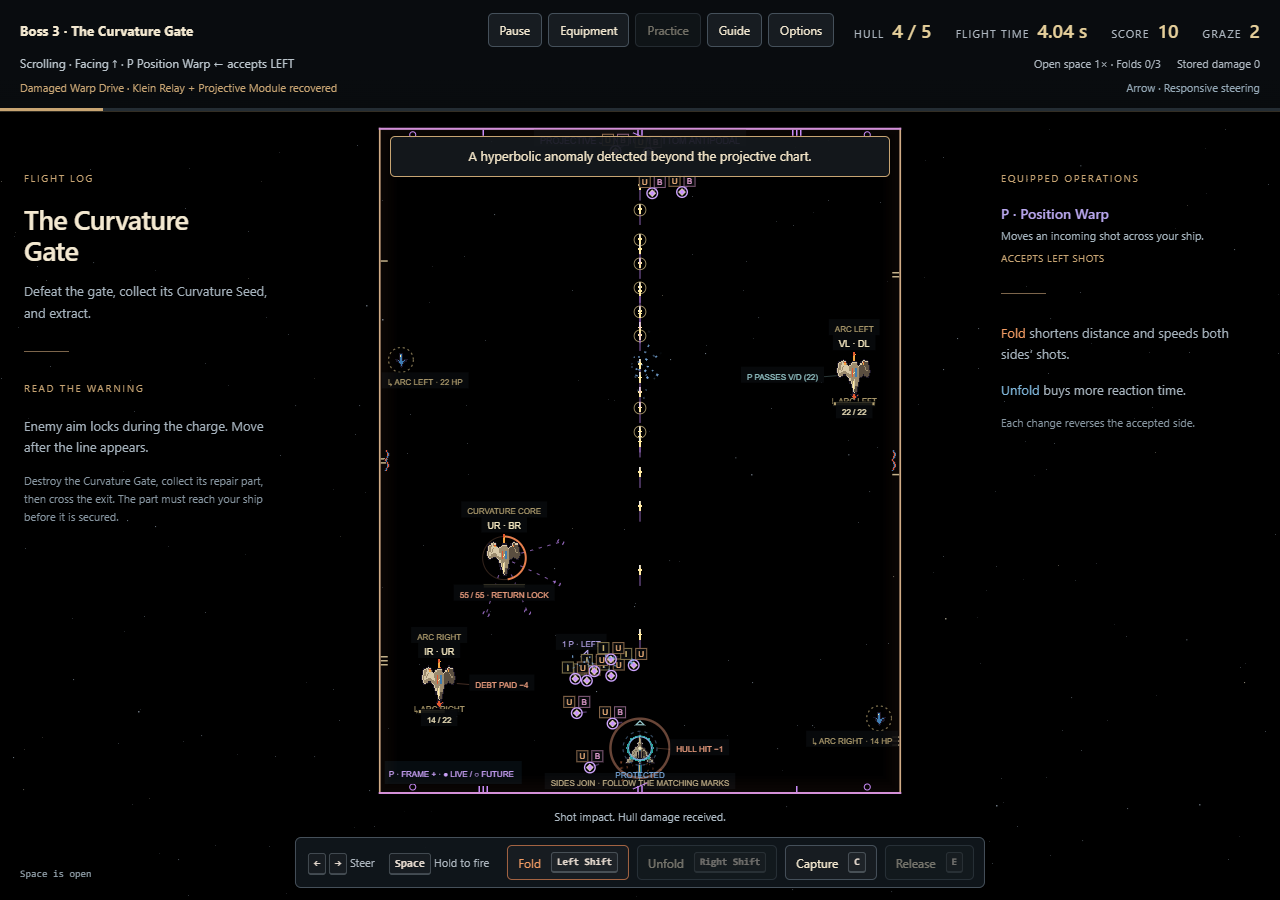 Boss 3 · The Curvature Gate
Pause
Equipment
Practice
Guide
Options
HULL 4 / 5
FLIGHT TIME 4.04 s
SCORE 10
GRAZE 2
Scrolling · Facing ↑ · P Position Warp ← accepts LEFT
Open space 1× · Folds 0/3
Stored damage 0
Damaged Warp Drive · Klein Relay + Projective Module recovered
Arrow · Responsive steering
A hyperbolic anomaly detected beyond the projective chart.
FLIGHT LOG
The Curvature
Gate
Defeat the gate, collect its Curvature Seed,
and extract.
READ THE WARNING
Enemy aim locks during the charge. Move
after the line appears.
Destroy the Curvature Gate, collect its repair part,
then cross the exit. The part must reach your ship
before it is secured.
EQUIPPED OPERATIONS
P · Position Warp
Moves an incoming shot across your ship.
ACCEPTS LEFT SHOTS
Fold shortens distance and speeds both
sides' shots.
Unfold buys more reaction time.
Each change reverses the accepted side.
U B U B
ARC LEFT
VL · DL
P PASSES V/D (22)
22 / 22
ARC LEFT · 22 HP
CURVATURE CORE
UR · BR
55 / 55 · RETURN LOCK
ARC RIGHT
IR · UR
DEBT PAID −4
14 / 22
1 P · LEFT
I U
I U
I U
U
U B
U B
U B
HULL HIT −1
PROTECTED
ARC RIGHT · 14 HP
P · FRAME + · ● LIVE / ○ FUTURE
SIDES JOIN · FOLLOW THE MATCHING MARKS
Shot impact. Hull damage received.
← → Steer
Space Hold to fire
Fold Left Shift
Unfold Right Shift
Capture C
Release E
Space is open